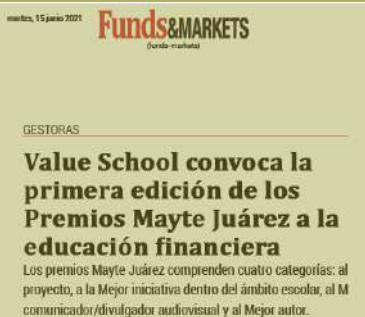 martes, 15 junio 2021
Funds&MARKETS
(funds-markets)
GESTORAS
Value School convoca la
primera edición de los
Premios Mayte Juárez a la
educación financiera
Los premios Mayte Juárez comprenden cuatro categorías: al
proyecto, a la Mejor iniciativa dentro del ámbito escolar, al M
comunicador/divulgador audiovisual y al Mejor autor.